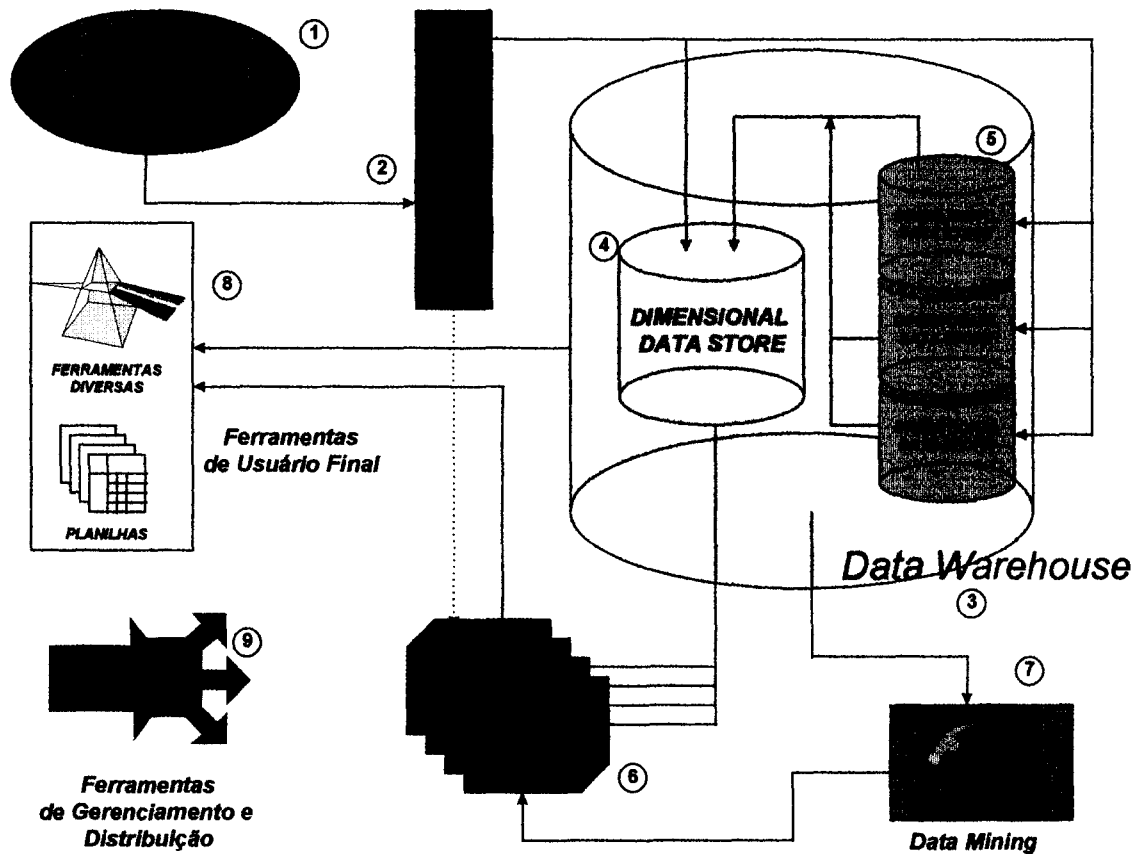 1
2
3
4
5
6
7
8
9
DIMENSIONAL
DATA STORE
FERRAMENTAS
DIVERSAS
PLANILHAS
Ferramentas
de Usuário Final
Data Warehouse
Ferramentas
de Gerenciamento e
Distribuição
Data Mining